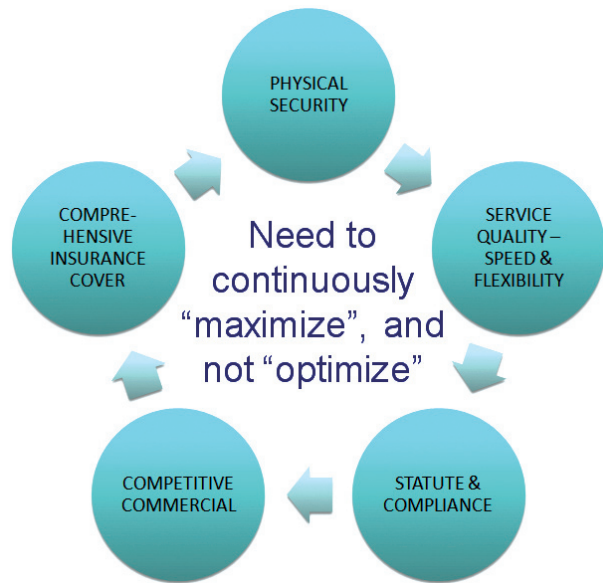 PHYSICAL
SECURITY
SERVICE
QUALITY –
SPEED &
FLEXIBILITY
STATUTE &
COMPLIANCE
COMPETITIVE
COMMERCIAL
COMPRE-
HENSIVE
INSURANCE
COVER
Need to
continuously
“maximize”, and
not “optimize”